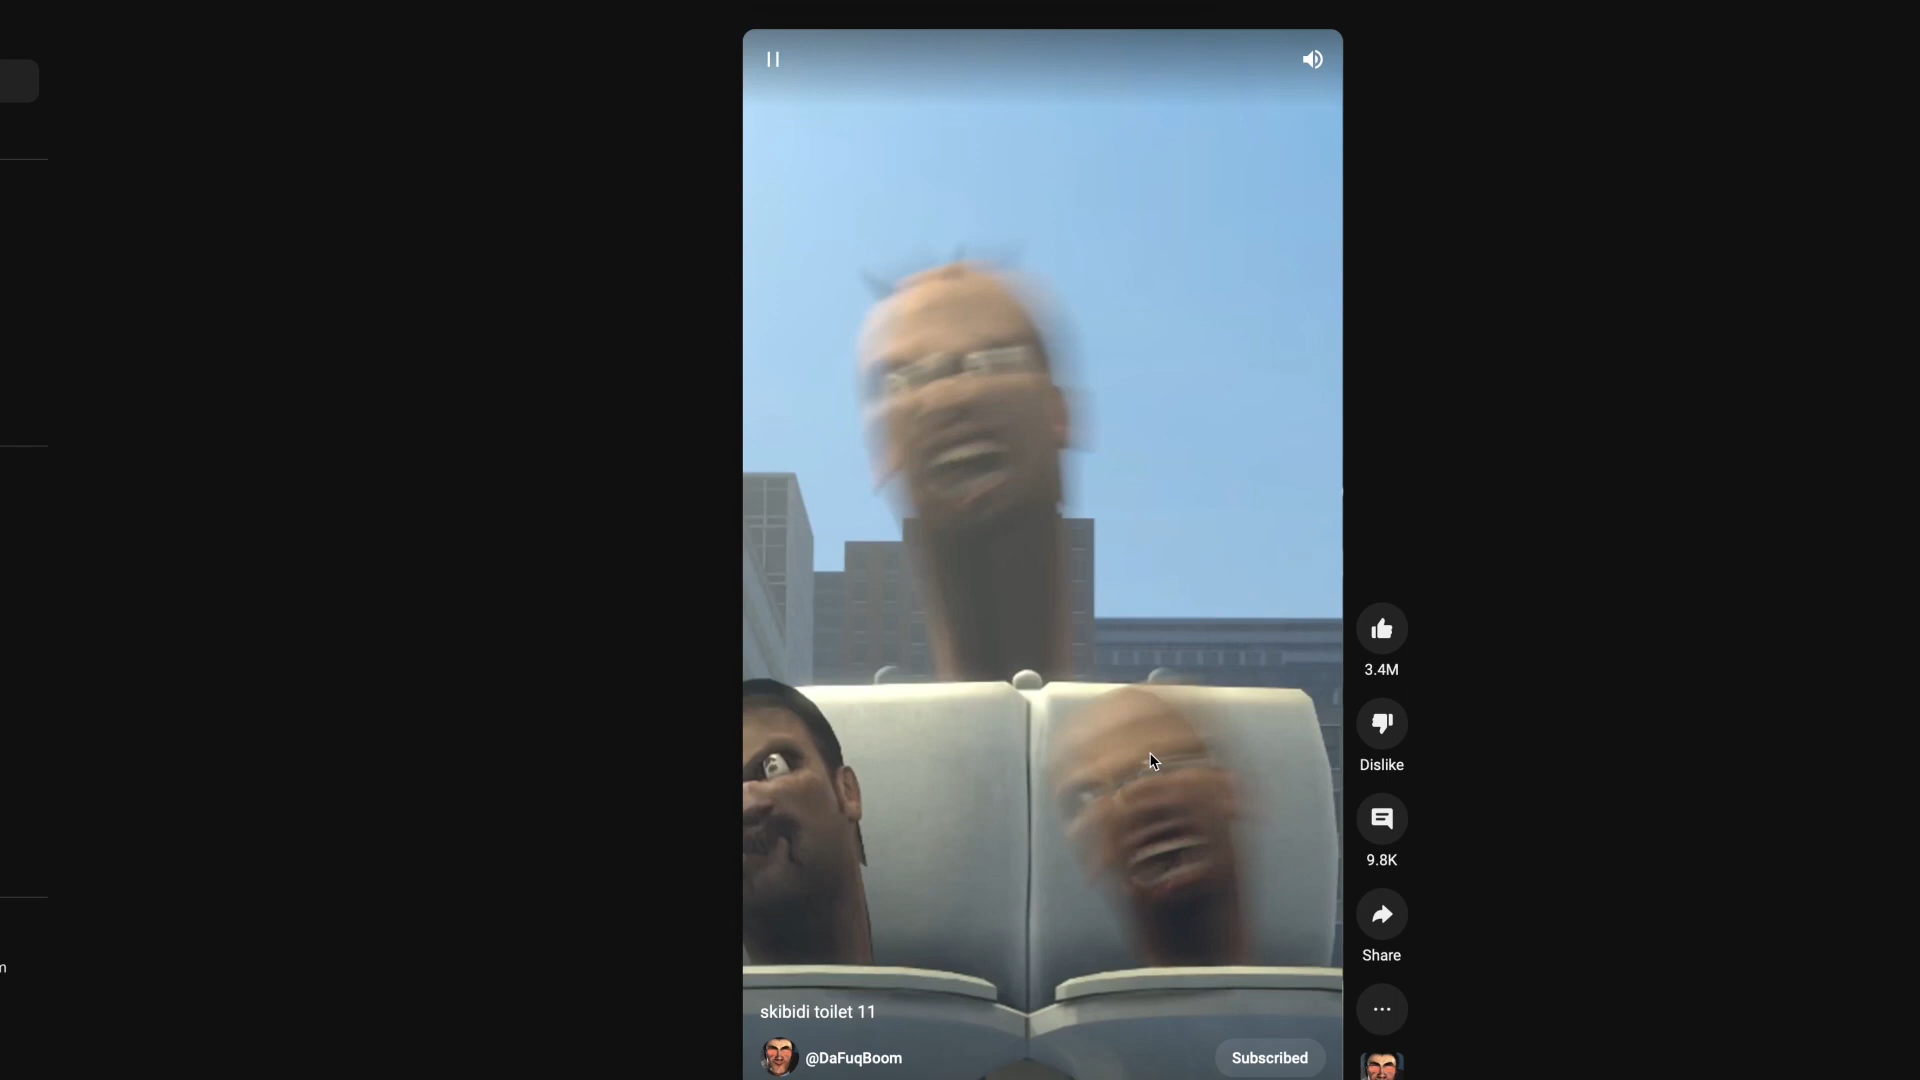 3.4M
Dislike
9.8K
Share
skibidi toilet 11
@DaFuqBoom
Subscribed